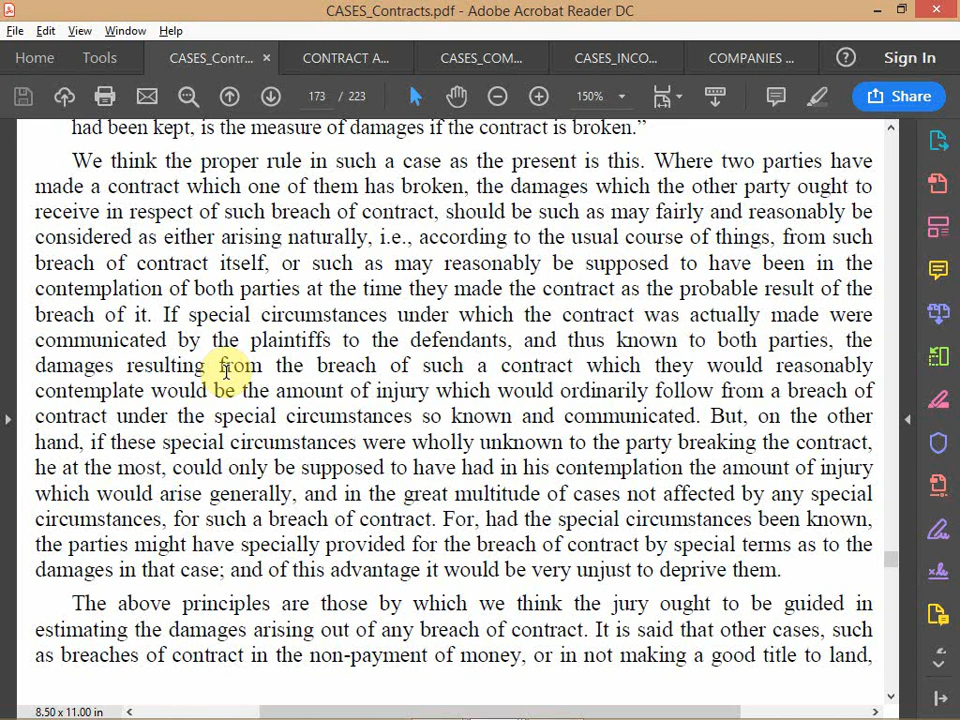 CASES_Contracts.pdf - Adobe Acrobat Reader DC
File Edit View Window Help
Home Tools CASES_Contr... × CONTRACT A... CASES_COM... CASES_INCO... COMPANIES ... Sign In
173 / 223 150% Share
had been kept, is the measure of damages if the contract is broken.”
We think the proper rule in such a case as the present is this. Where two parties have
made a contract which one of them has broken, the damages which the other party ought to
receive in respect of such breach of contract, should be such as may fairly and reasonably be
considered as either arising naturally, i.e., according to the usual course of things, from such
breach of contract itself, or such as may reasonably be supposed to have been in the
contemplation of both parties at the time they made the contract as the probable result of the
breach of it. If special circumstances under which the contract was actually made were
communicated by the plaintiffs to the defendants, and thus known to both parties, the
damages resulting from the breach of such a contract which they would reasonably
contemplate would be the amount of injury which would ordinarily follow from a breach of
contract under the special circumstances so known and communicated. But, on the other
hand, if these special circumstances were wholly unknown to the party breaking the contract,
he at the most, could only be supposed to have had in his contemplation the amount of injury
which would arise generally, and in the great multitude of cases not affected by any special
circumstances, for such a breach of contract. For, had the special circumstances been known,
the parties might have specially provided for the breach of contract by special terms as to the
damages in that case; and of this advantage it would be very unjust to deprive them.
The above principles are those by which we think the jury ought to be guided in
estimating the damages arising out of any breach of contract. It is said that other cases, such
as breaches of contract in the non-payment of money, or in not making a good title to land,
8.50 x 11.00 in